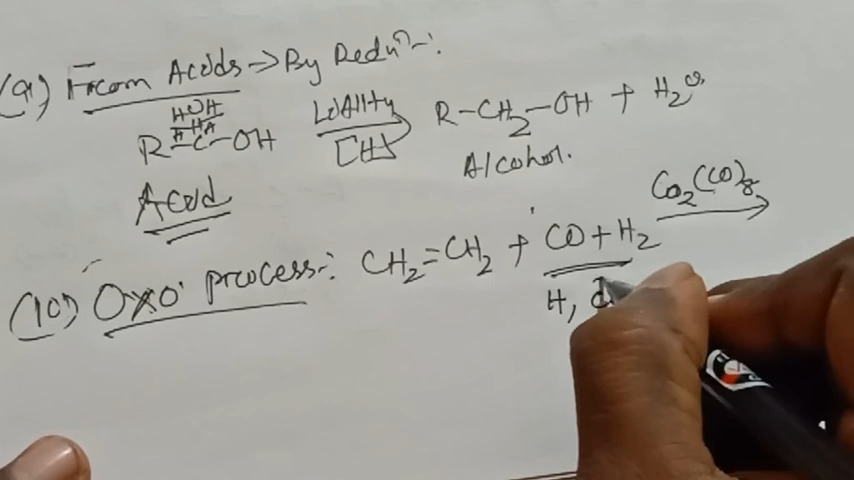 (9) From Acids → By Redun :-
R-C-OH LiAlH4 R-CH2-OH + H2O
[H]
Acid Alcohol.
(10) Oxo process :- CH2=CH2 + CO + H2 Co2(CO)8
H,